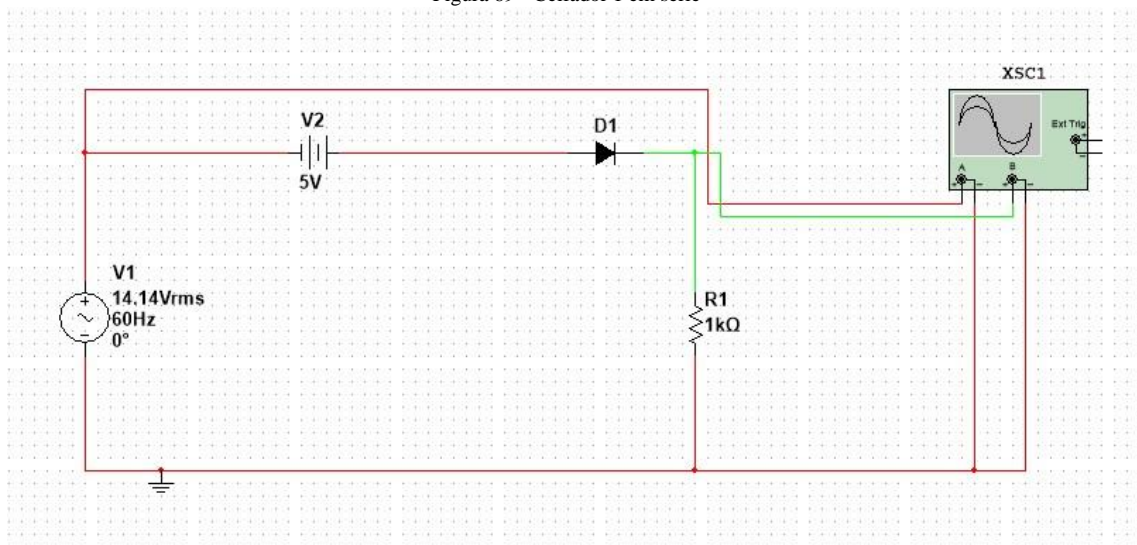 XSC1
Ext Trig
+
-
A
B
+ - + -
V2
5V
D1
V1
14.14Vrms
60Hz
0°
+
-
R1
1kΩ